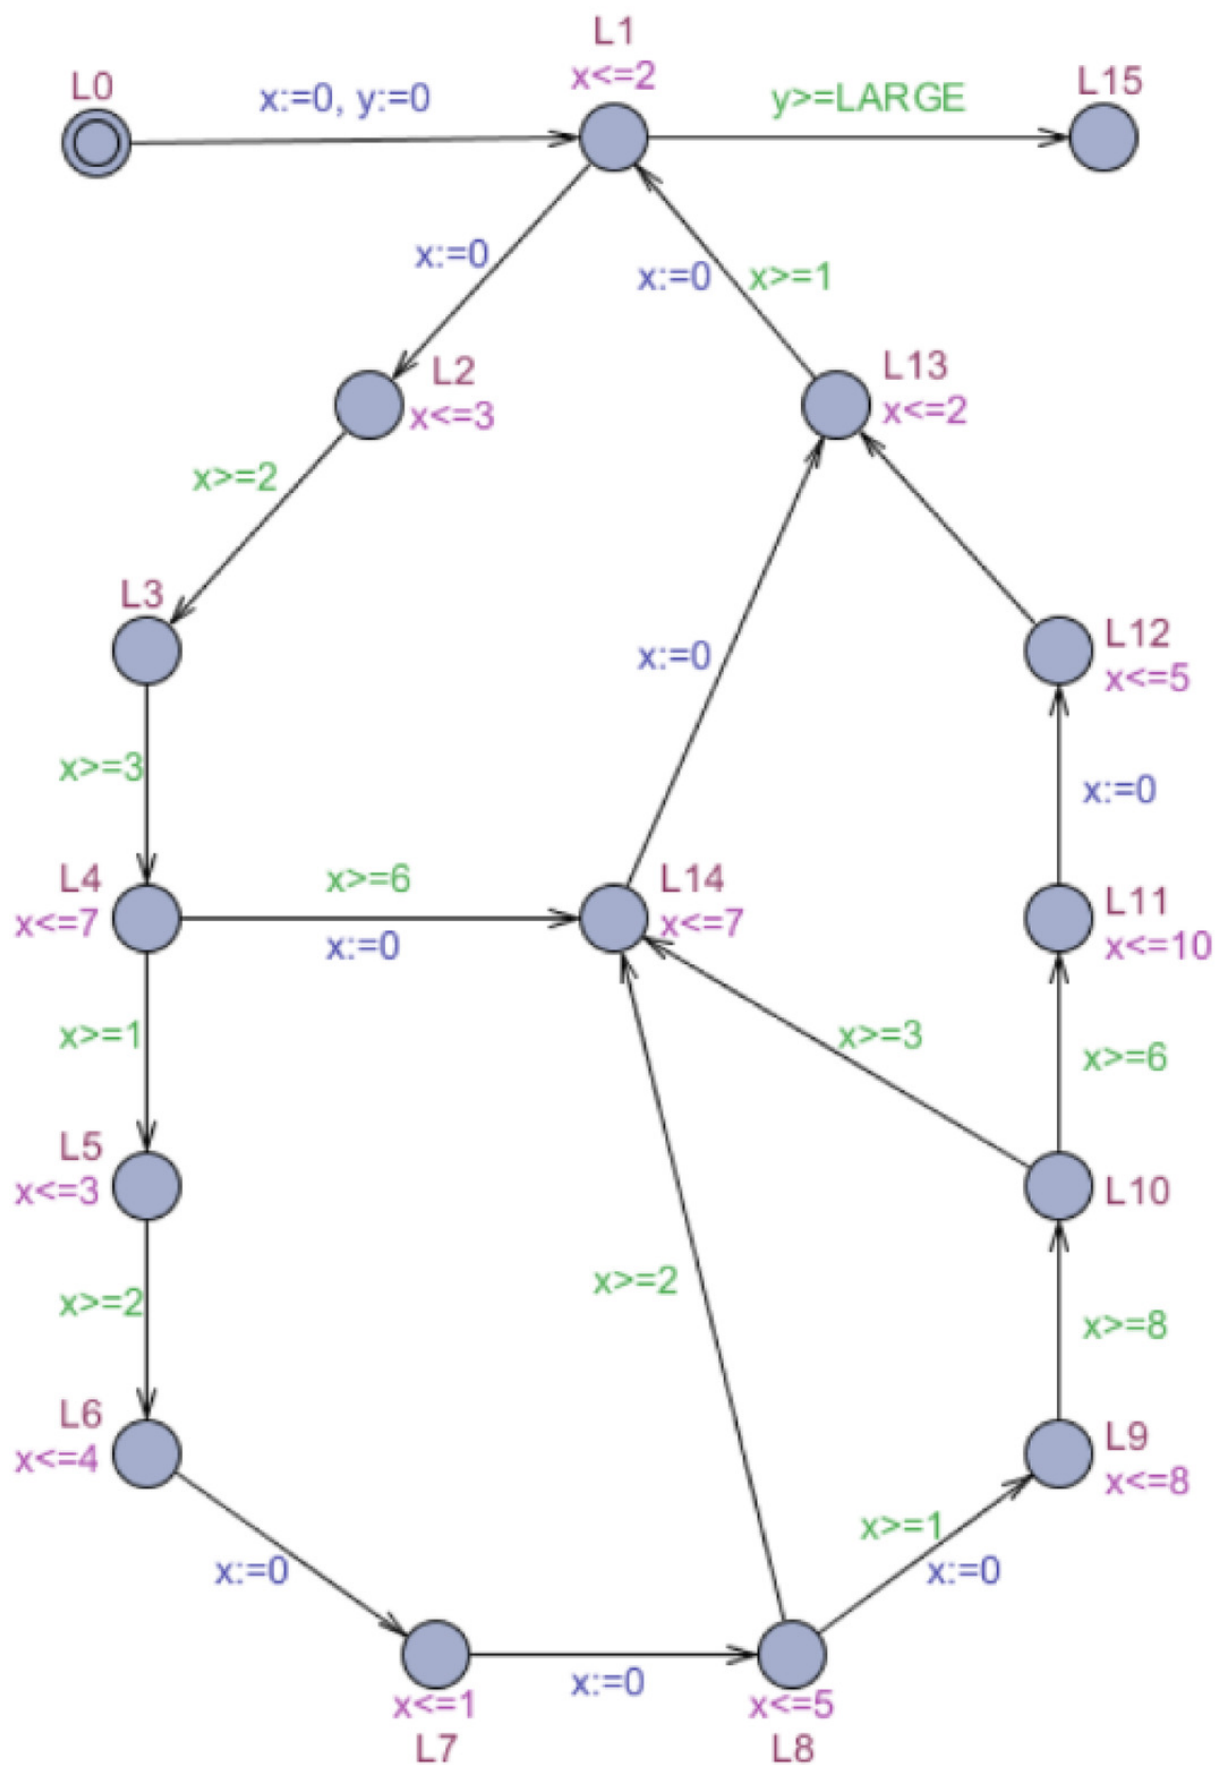 L1
x<=2
L0
x:=0, y:=0
y>=LARGE
L15
x:=0
x:=0
x>=1
L2
x<=3
L13
x<=2
x>=2
L3
x:=0
L12
x<=5
x>=3
x:=0
L4
x<=7
x>=6
x:=0
L14
x<=7
L11
x<=10
x>=1
x>=3
x>=6
L5
x<=3
L10
x>=2
x>=2
x>=8
L6
x<=4
L9
x<=8
x:=0
x>=1
x:=0
x:=0
x<=1
L7
x<=5
L8